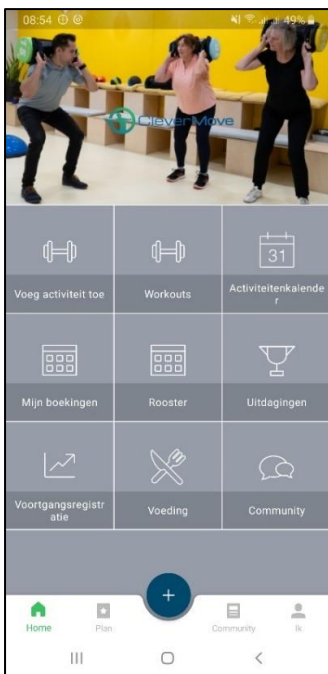 08:54
49%
CleverMove
Voeg activiteit toe
Workouts
Activiteitenkalende
r
31
Mijn boekingen
Rooster
Uitdagingen
Voortgangsregistr
atie
Voeding
Community
+
Home
Plan
Community
Ik